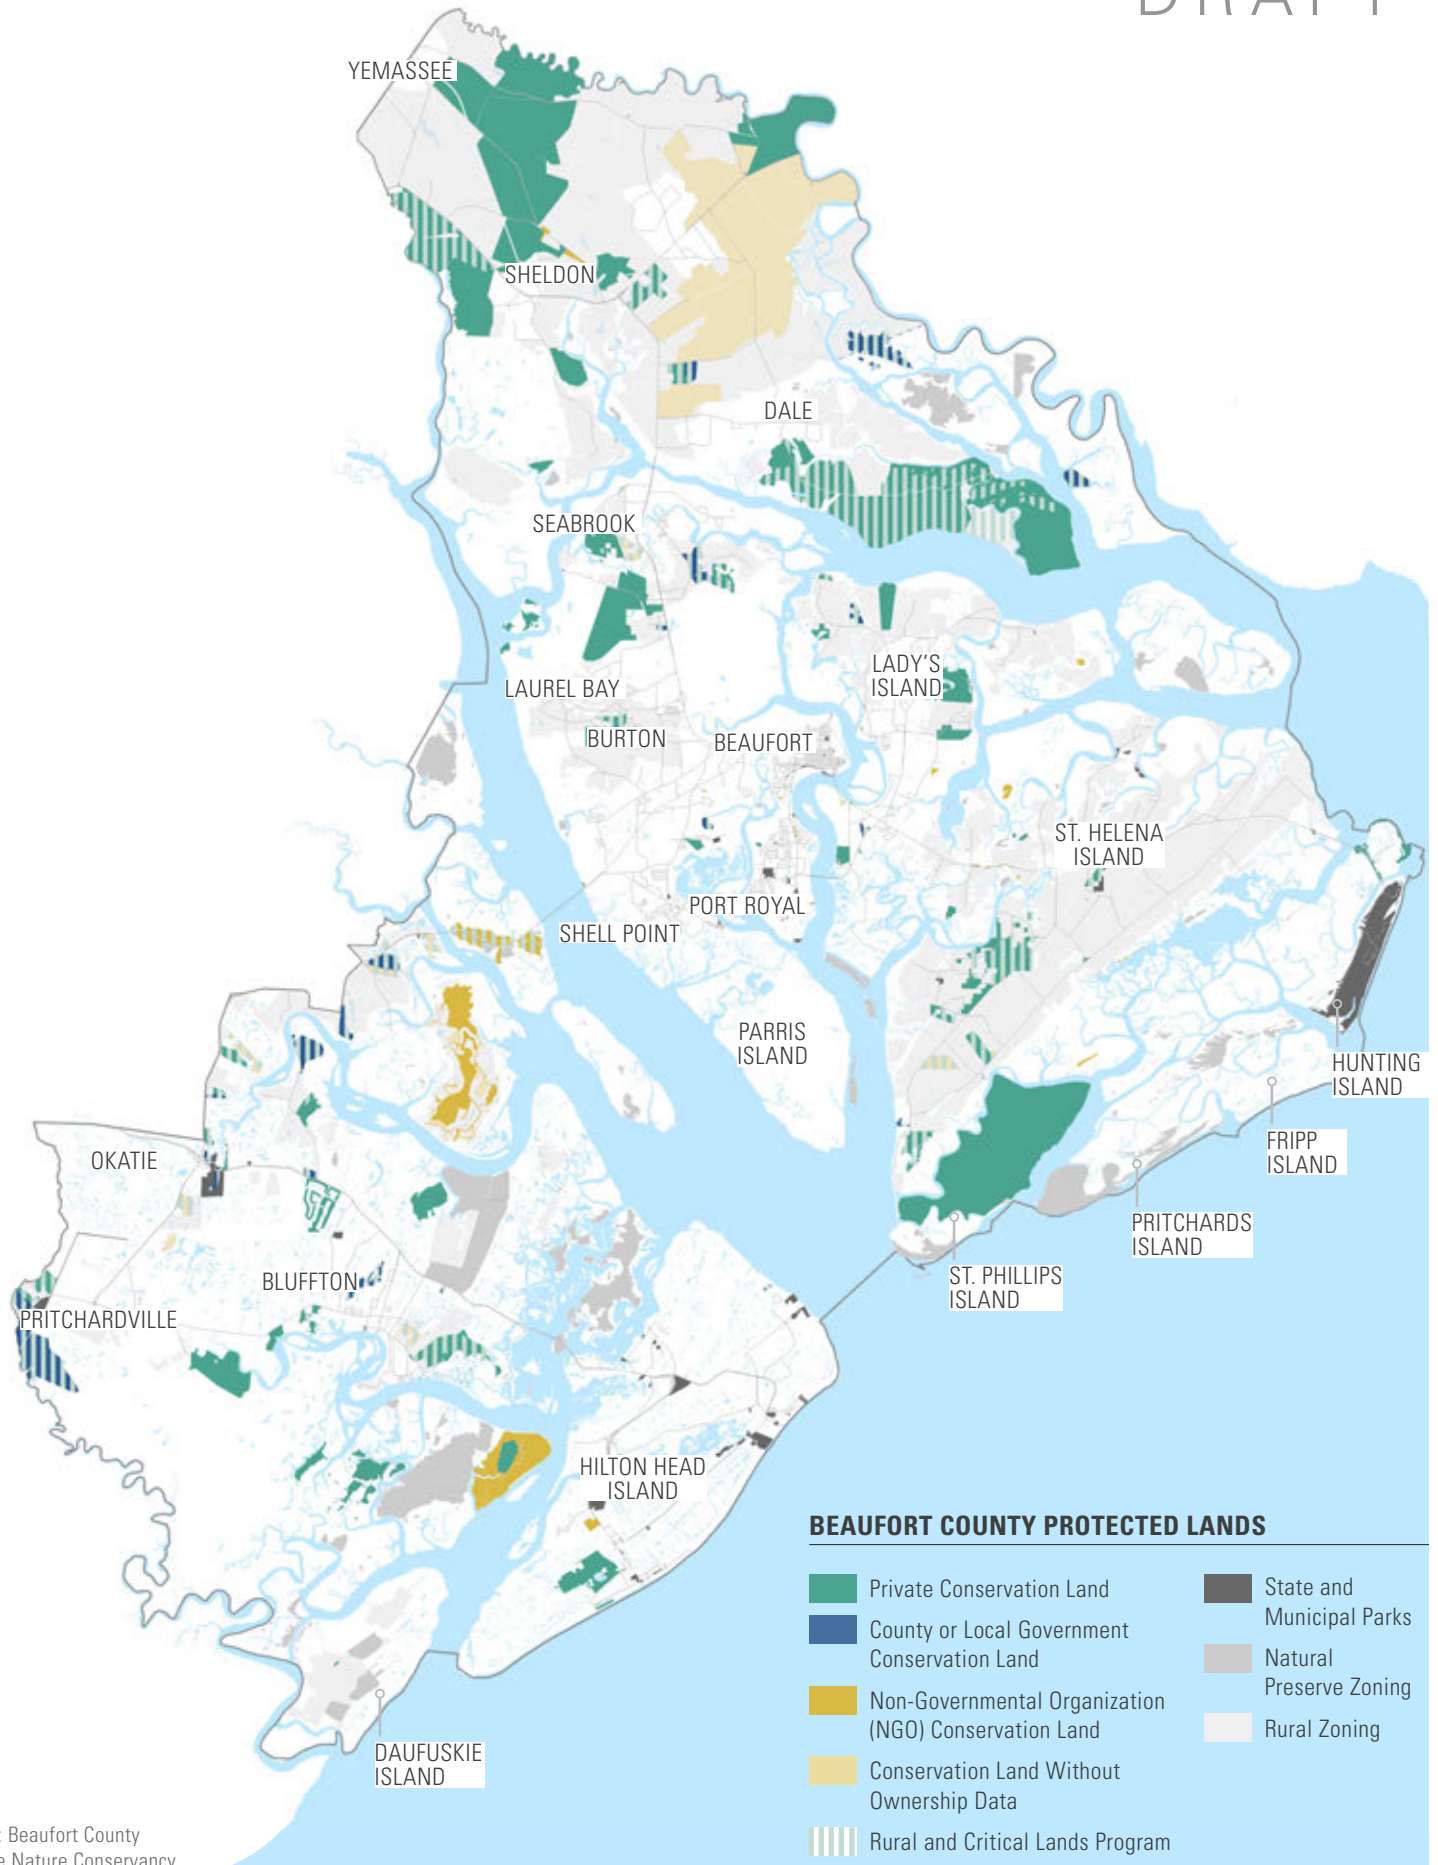 DRAFT
YEMASSEE
SHELDON
DALE
SEABROOK
LADY'S
ISLAND
LAUREL BAY
BURTON
BEAUFORT
ST. HELENA
ISLAND
PORT ROYAL
SHELL POINT
PARRIS
ISLAND
HUNTING
ISLAND
FRIPP
ISLAND
OKATIE
PRITCHARDS
ISLAND
BLUFFTON
ST. PHILLIPS
ISLAND
PRITCHARDVILLE
HILTON HEAD
ISLAND
DAUFUSKIE
ISLAND
BEAUFORT COUNTY PROTECTED LANDS
Private Conservation Land
County or Local Government
Conservation Land
Non-Governmental Organization
(NGO) Conservation Land
Conservation Land Without
Ownership Data
Rural and Critical Lands Program
State and
Municipal Parks
Natural
Preserve Zoning
Rural Zoning
: Beaufort County
e Nature Conservancy